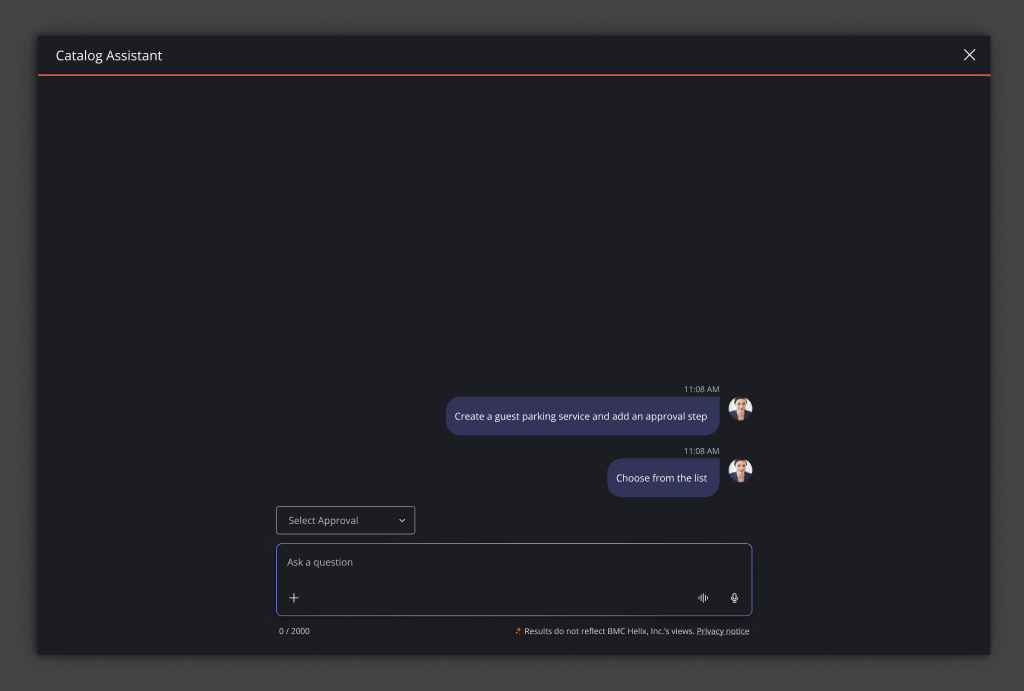 Catalog Assistant
11:08 AM
Create a guest parking service and add an approval step
11:08 AM
Choose from the list
Select Approval
Ask a question
0 / 2000
Results do not reflect BMC Helix, Inc.'s views. Privacy notice